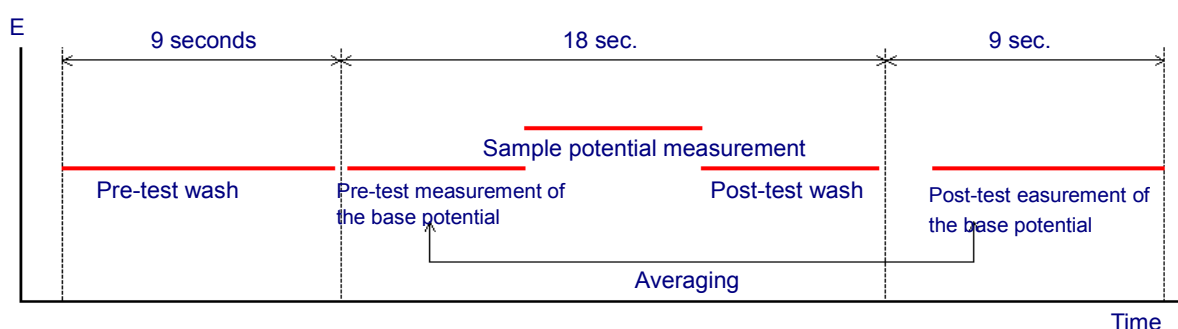 E
9 seconds
18 sec.
9 sec.
Sample potential measurement
Pre-test wash
Pre-test measurement of
the base potential
Post-test wash
Post-test easurement of
the base potential
Averaging
Time